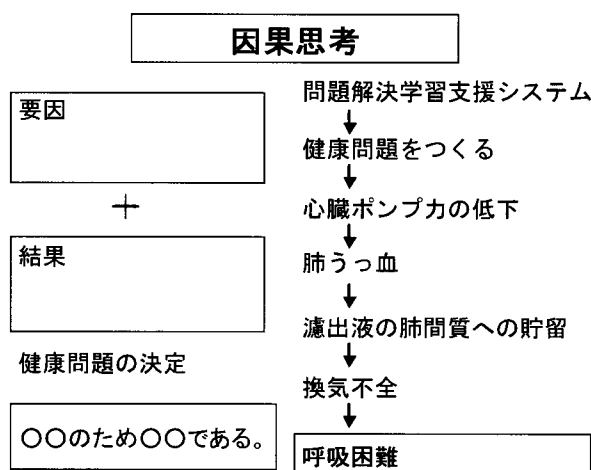 因果思考
要因
+
結果
健康問題の決定
○○のため○○である。
問題解決学習支援システム
健康問題をつくる
心臓ポンプ力の低下
肺うっ血
濾出液の肺間質への貯留
換気不全
呼吸困難